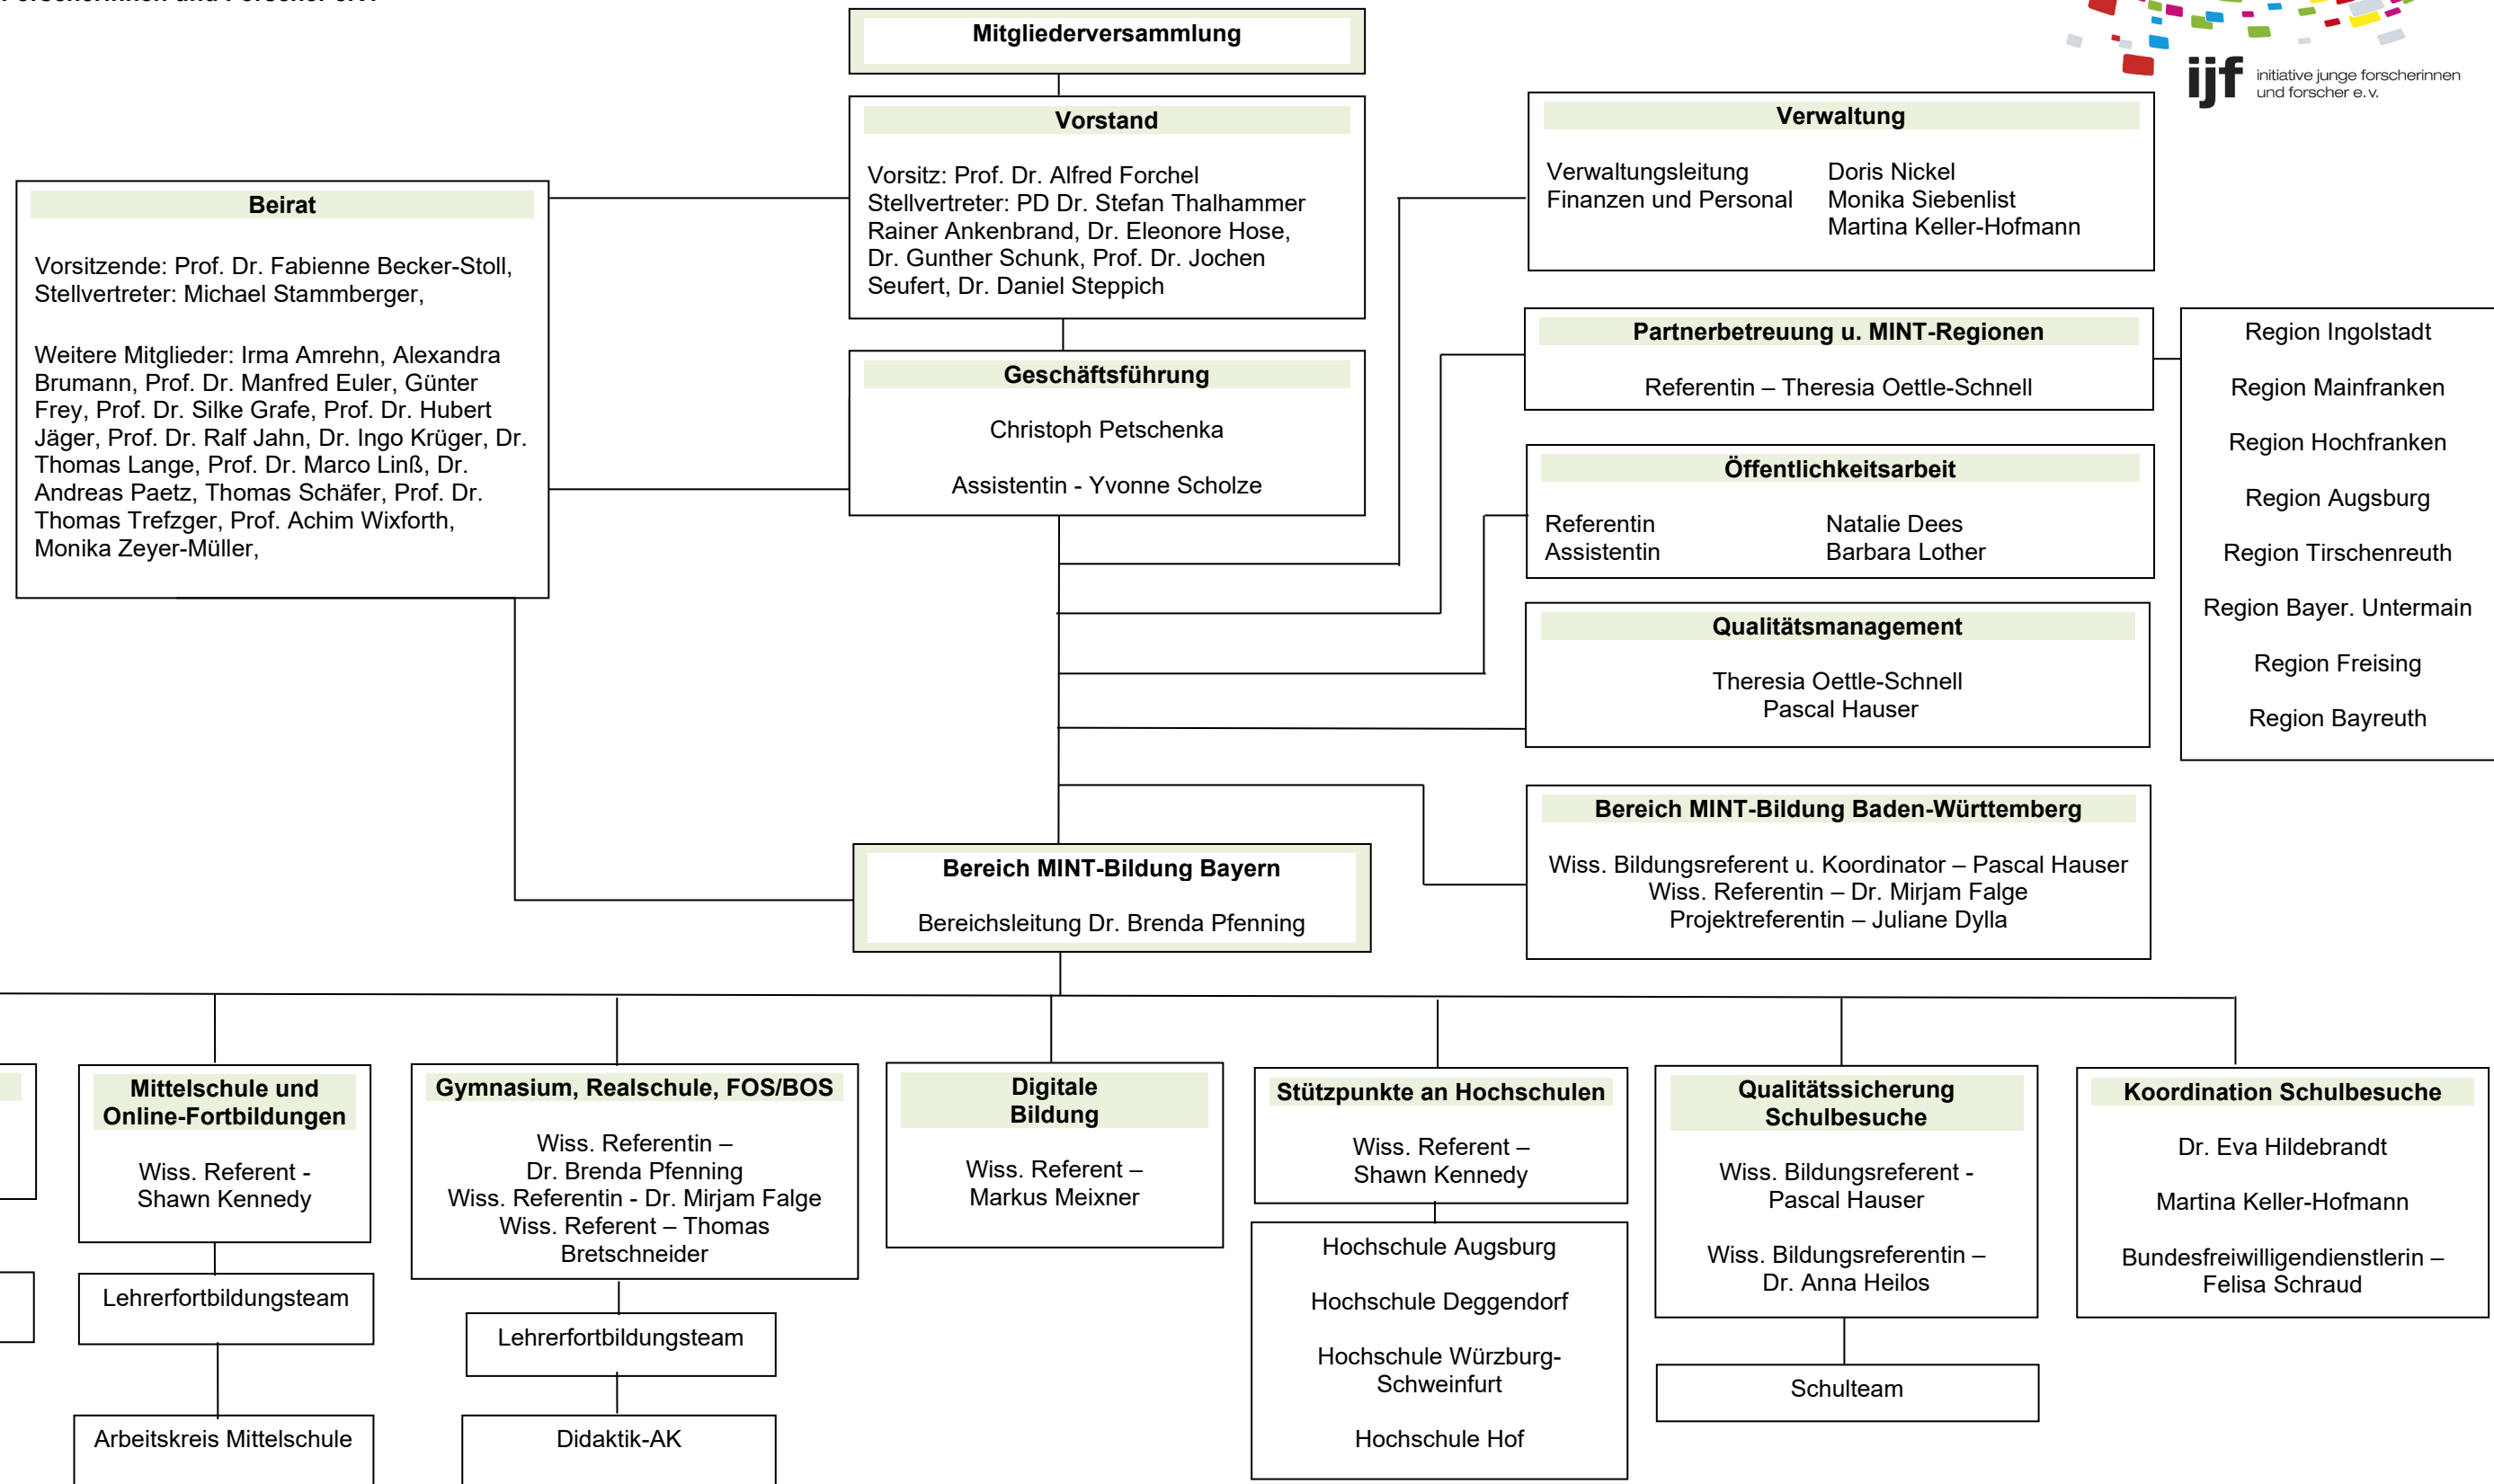 Mitgliederversammlung
ijf initiative junge forscherinnen
und forscher e.v.
Vorstand
Vorsitz: Prof. Dr. Alfred Forchel
Stellvertreter: PD Dr. Stefan Thalhammer
Rainer Ankenbrand, Dr. Eleonore Hose,
Dr. Gunther Schunk, Prof. Dr. Jochen
Seufert, Dr. Daniel Steppich
Verwaltung
Verwaltungsleitung Doris Nickel
Finanzen und Personal Monika Siebenlist
Martina Keller-Hofmann
Beirat
Vorsitzende: Prof. Dr. Fabienne Becker-Stoll,
Stellvertreter: Michael Stammberger,
Weitere Mitglieder: Irma Amrehn, Alexandra
Brumann, Prof. Dr. Manfred Euler, Günter
Frey, Prof. Dr. Silke Grafe, Prof. Dr. Hubert
Jäger, Prof. Dr. Ralf Jahn, Dr. Ingo Krüger, Dr.
Thomas Lange, Prof. Dr. Marco Linß, Dr.
Andreas Paetz, Thomas Schäfer, Prof. Dr.
Thomas Trefzger, Prof. Achim Wixforth,
Monika Zeyer-Müller,
Geschäftsführung
Christoph Petschenka
Assistentin - Yvonne Scholze
Partnerbetreuung u. MINT-Regionen
Referentin – Theresia Oettle-Schnell
Region Ingolstadt
Region Mainfranken
Region Hochfranken
Region Augsburg
Region Tirschenreuth
Region Bayer. Untermain
Region Freising
Region Bayreuth
Öffentlichkeitsarbeit
Referentin Natalie Dees
Assistentin Barbara Lother
Qualitätsmanagement
Theresia Oettle-Schnell
Pascal Hauser
Bereich MINT-Bildung Baden-Württemberg
Wiss. Bildungsreferent u. Koordinator – Pascal Hauser
Wiss. Referentin – Dr. Mirjam Falge
Projektreferentin – Juliane Dylla
Bereich MINT-Bildung Bayern
Bereichsleitung Dr. Brenda Pfenning
Mittelschule und
Online-Fortbildungen
Wiss. Referent -
Shawn Kennedy
Lehrerfortbildungsteam
Arbeitskreis Mittelschule
Gymnasium, Realschule, FOS/BOS
Wiss. Referentin –
Dr. Brenda Pfenning
Wiss. Referentin - Dr. Mirjam Falge
Wiss. Referent – Thomas
Bretschneider
Lehrerfortbildungsteam
Didaktik-AK
Digitale
Bildung
Wiss. Referent –
Markus Meixner
Stützpunkte an Hochschulen
Wiss. Referent –
Shawn Kennedy
Hochschule Augsburg
Hochschule Deggendorf
Hochschule Würzburg-
Schweinfurt
Hochschule Hof
Qualitätssicherung
Schulbesuche
Wiss. Bildungsreferent -
Pascal Hauser
Wiss. Bildungsreferentin –
Dr. Anna Heilos
Schulteam
Koordination Schulbesuche
Dr. Eva Hildebrandt
Martina Keller-Hofmann
Bundesfreiwilligendienstlerin –
Felisa Schraud